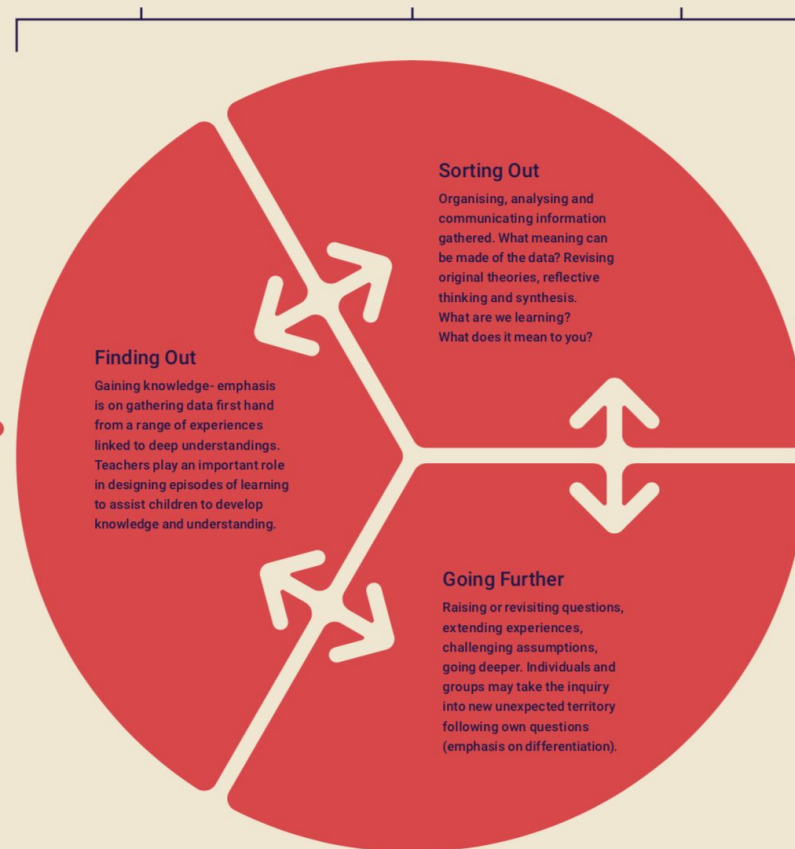 Sorting Out
Organising, analysing and
communicating information
gathered. What meaning can
be made of the data? Revising
original theories, reflective
thinking and synthesis.
What are we learning?
What does it mean to you?
Finding Out
Gaining knowledge- emphasis
is on gathering data first hand
from a range of experiences
linked to deep understandings.
Teachers play an important role
in designing episodes of learning
to assist children to develop
knowledge and understanding.
Going Further
Raising or revisiting questions,
extending experiences,
challenging assumptions,
going deeper. Individuals and
groups may take the inquiry
into new unexpected territory
following own questions
(emphasis on differentiation).